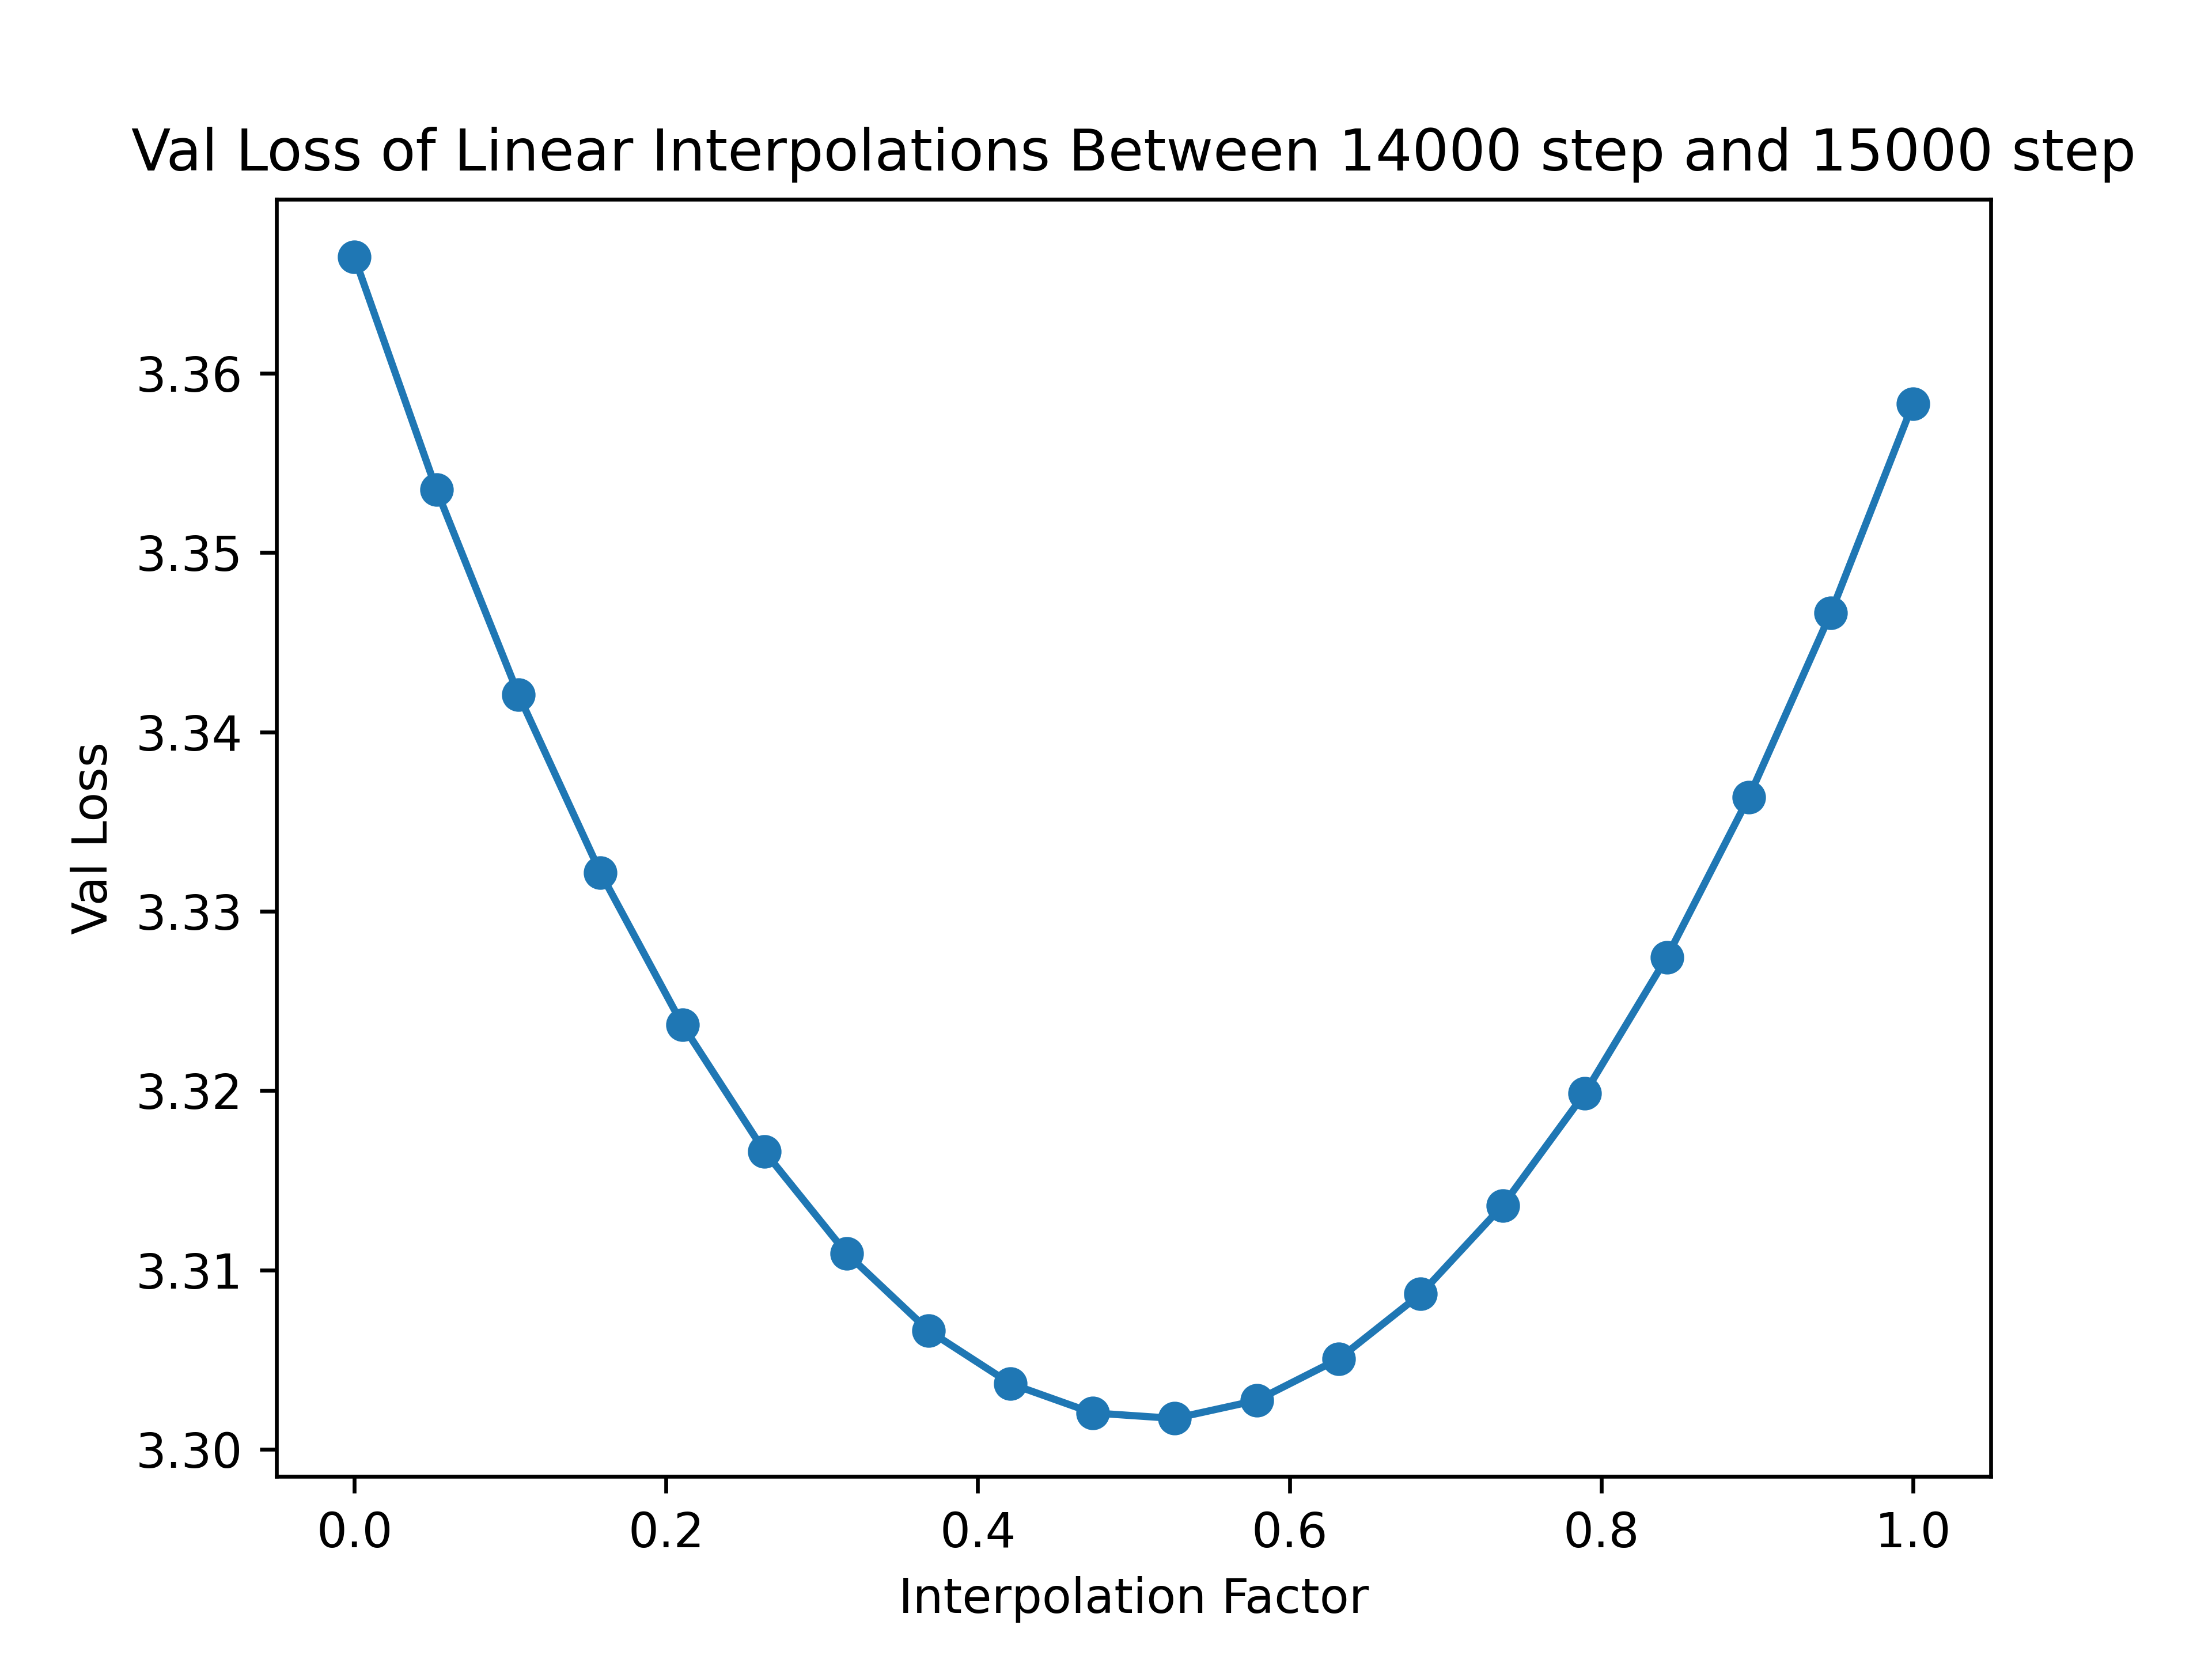 Val Loss of Linear Interpolations Between 14000 step and 15000 step
Val Loss
3.36
3.35
3.34
3.33
3.32
3.31
3.30
0.0 0.2 0.4 0.6 0.8 1.0
Interpolation Factor